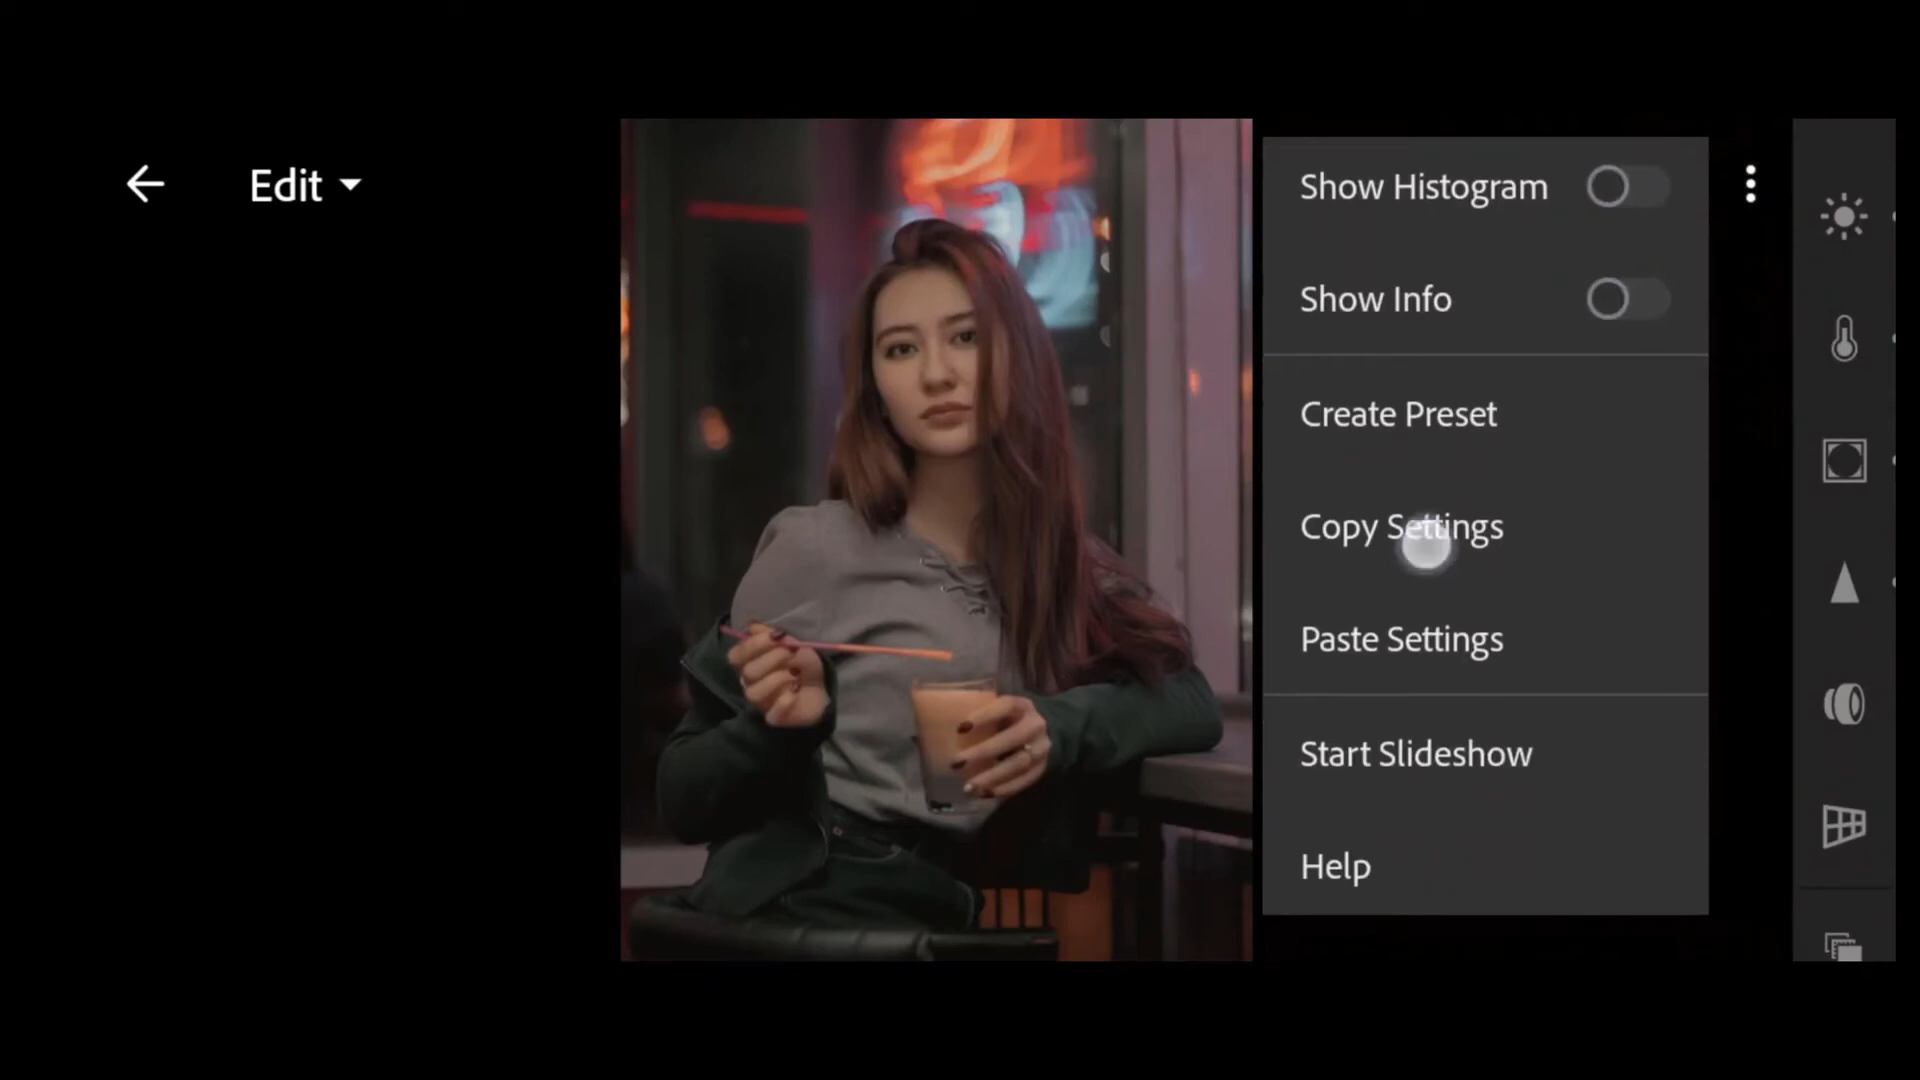 Edit
Show Histogram
Show Info
Create Preset
Copy Settings
Paste Settings
Start Slideshow
Help